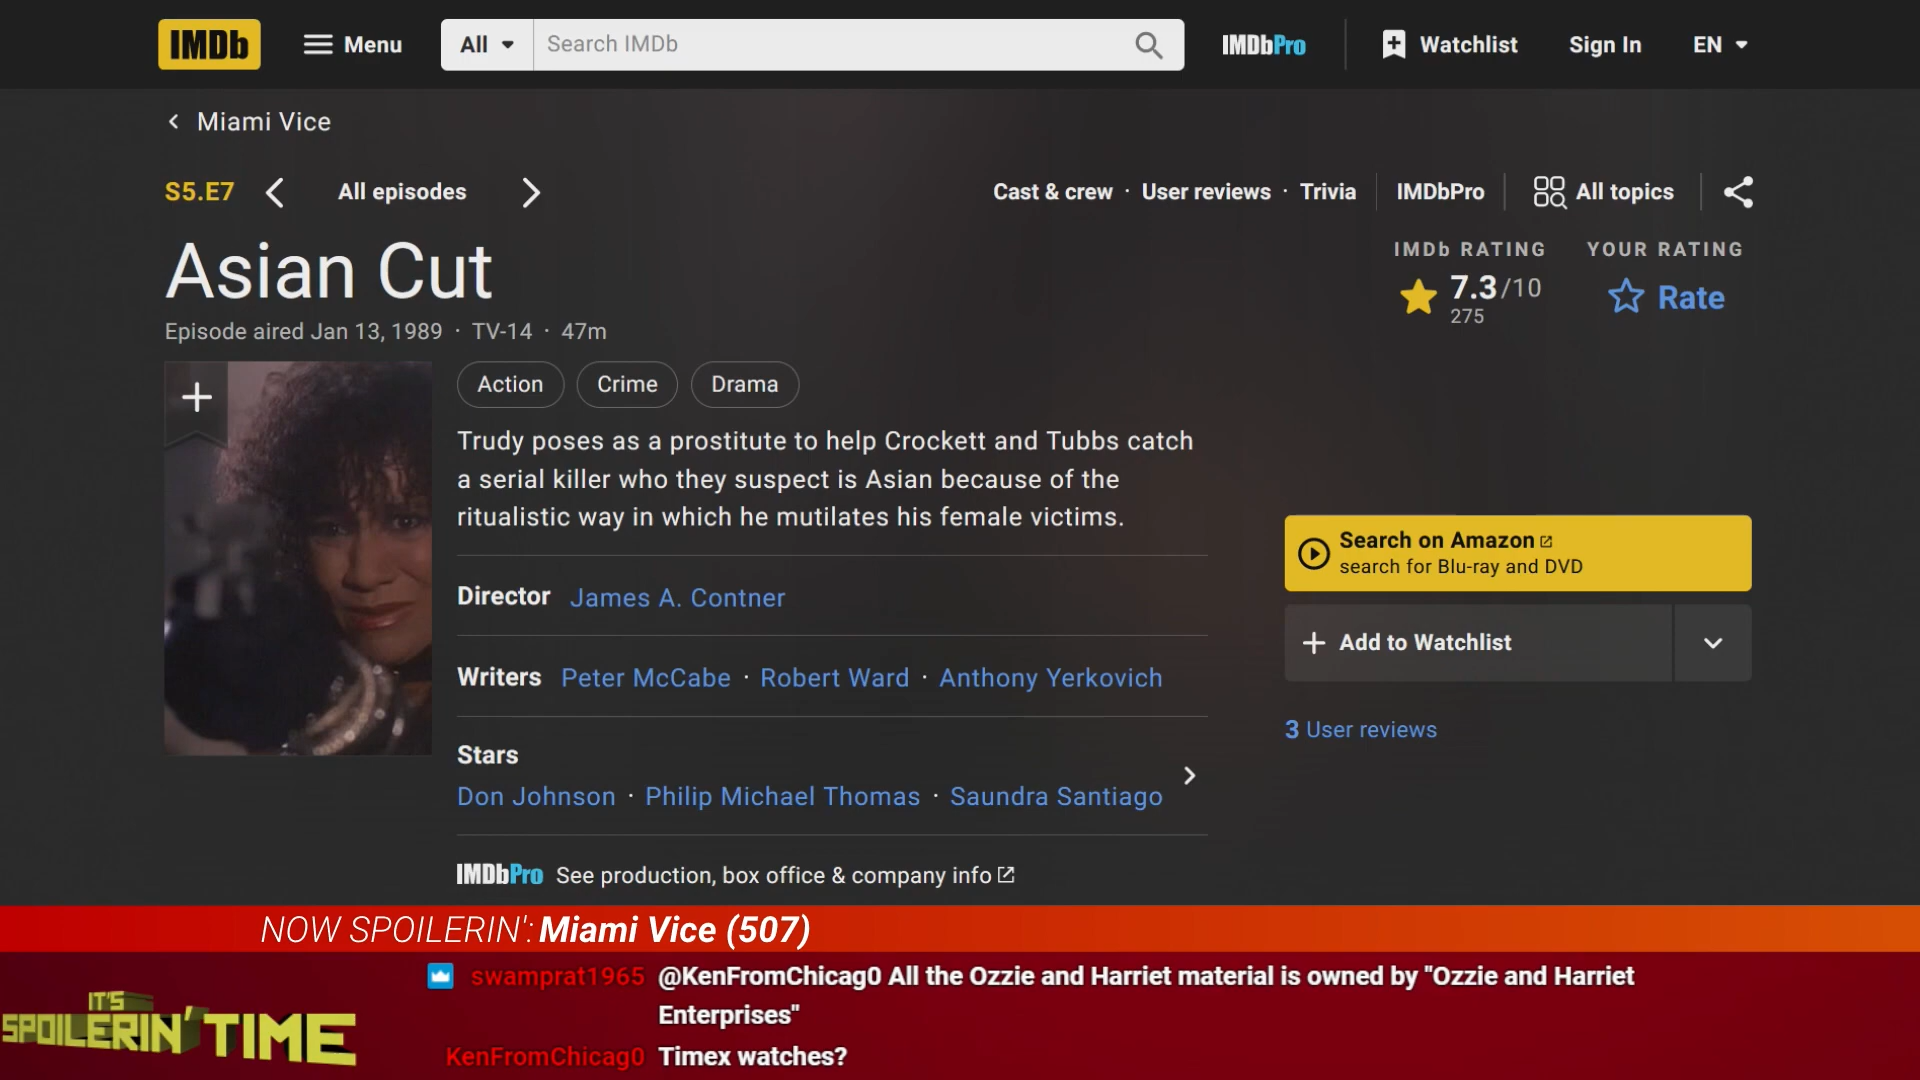 IMDb Menu All Search IMDb IMDbPro Watchlist Sign In EN
Miami Vice
S5.E7 All episodes Cast & crew · User reviews · Trivia IMDbPro All topics
Asian Cut
IMDb RATING YOUR RATING
7.3/10 Rate
275
Episode aired Jan 13, 1989 · TV-14 · 47m
Action Crime Drama
Trudy poses as a prostitute to help Crockett and Tubbs catch
a serial killer who they suspect is Asian because of the
ritualistic way in which he mutilates his female victims.
Search on Amazon
search for Blu-ray and DVD
Director James A. Contner
Add to Watchlist
Writers Peter McCabe · Robert Ward · Anthony Yerkovich
3 User reviews
Stars
Don Johnson · Philip Michael Thomas · Saundra Santiago
IMDbPro See production, box office & company info
NOW SPOILERIN': Miami Vice (507)
swamprat1965 @KenFromChicag0 All the Ozzie and Harriet material is owned by "Ozzie and Harriet
Enterprises"
KenFromChicag0 Timex watches?
IT'S
SPOILERIN' TIME